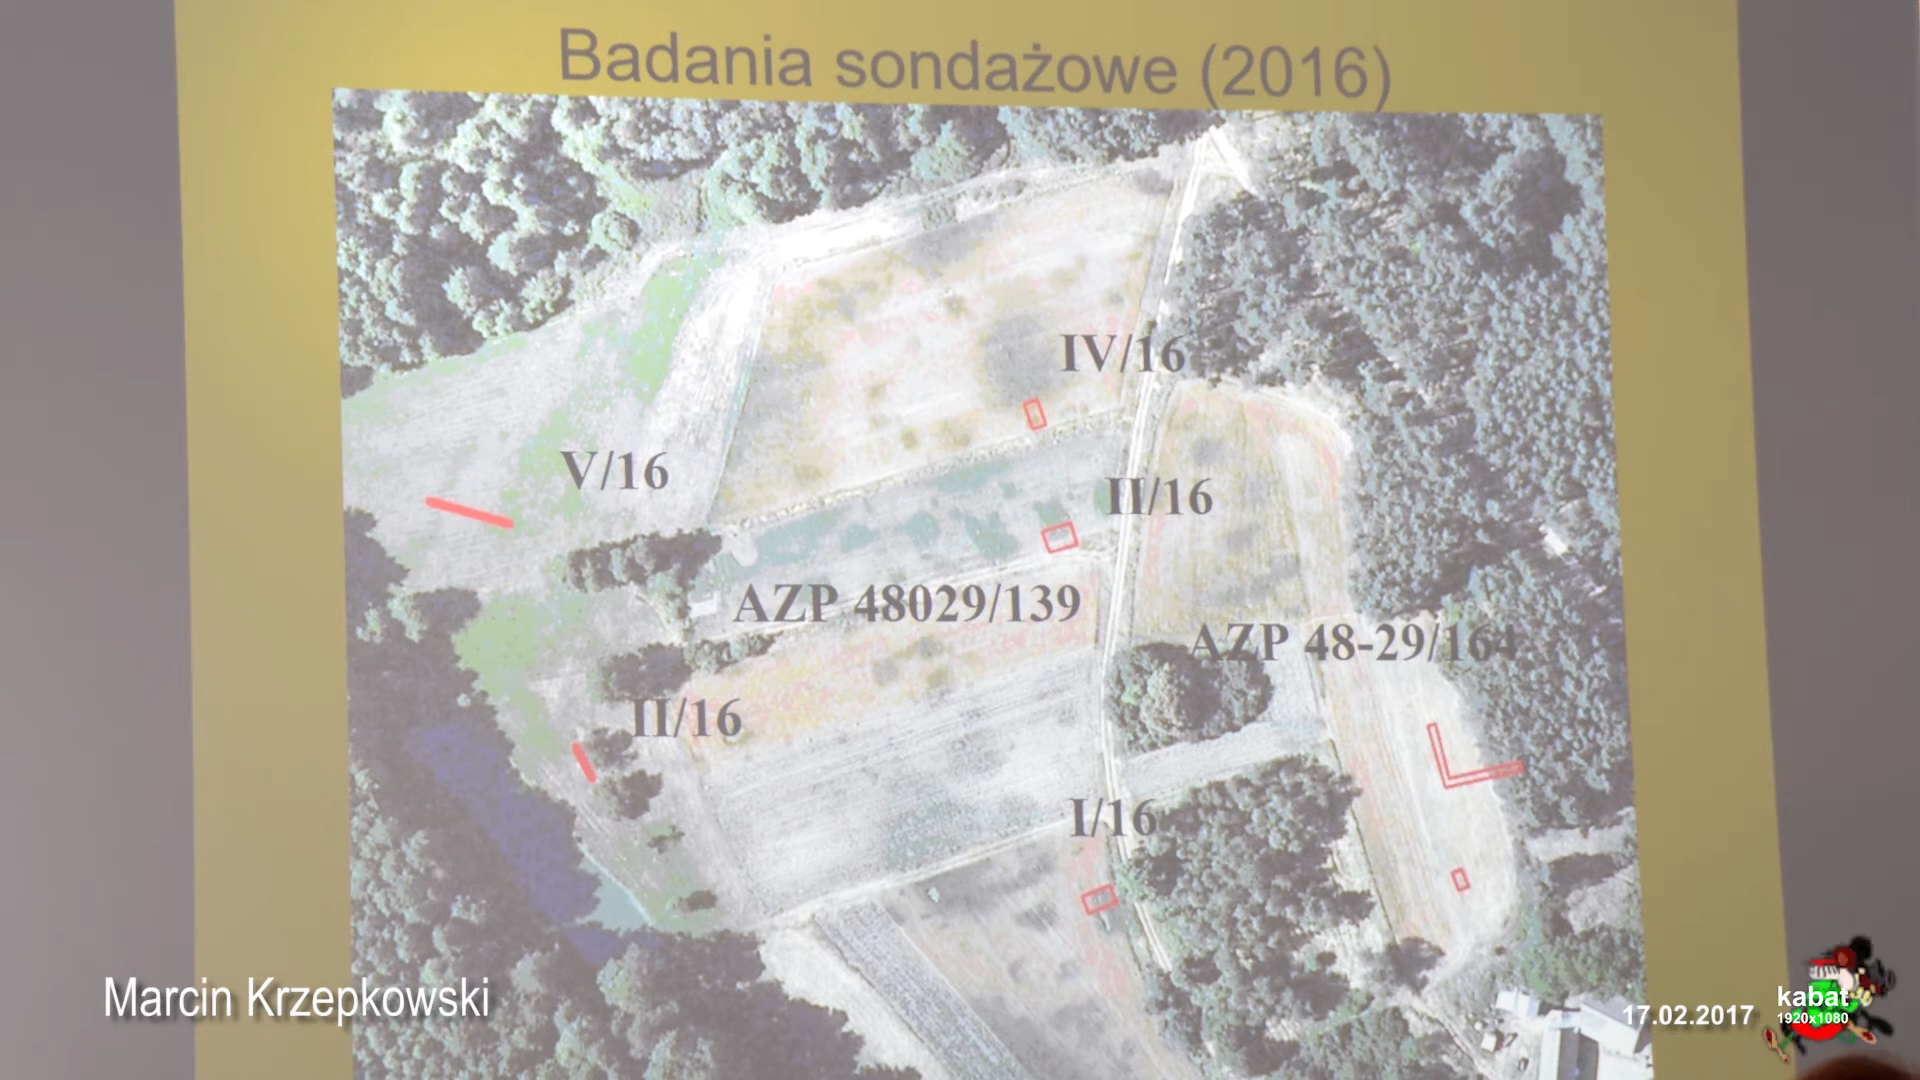 Badania sondażowe (2016)
IV/16
V/16
II/16
AZP 48029/139
AZP 48-29/164
II/16
I/16
Marcin Krzepkowski
17.02.2017
kabat
1920x1080